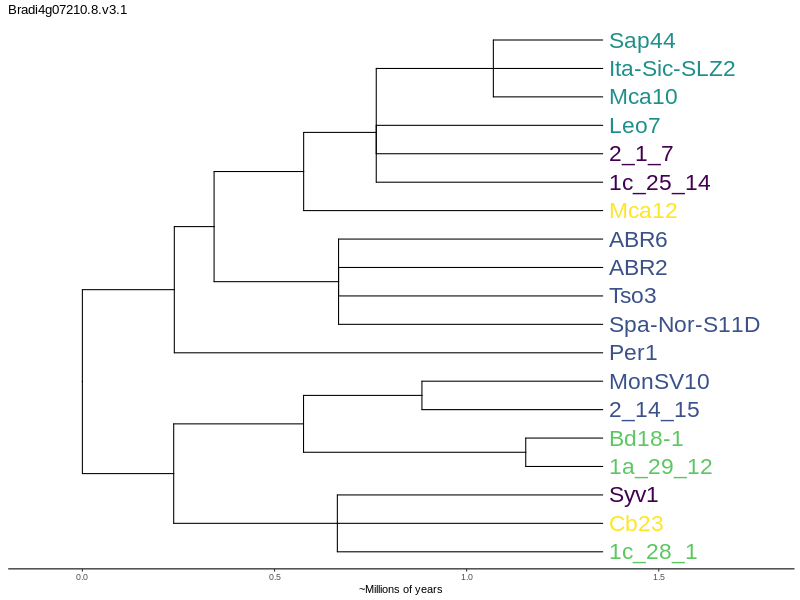 Bradi4g07210.8.v3.1
Sap44
Ita-Sic-SLZ2
Mca10
Leo7
2_1_7
1c_25_14
Mca12
ABR6
ABR2
Tso3
Spa-Nor-S11D
Per1
MonSV10
2_14_15
Bd18-1
1a_29_12
Syv1
Cb23
1c_28_1
0.0 0.5 1.0 1.5
~Millions of years